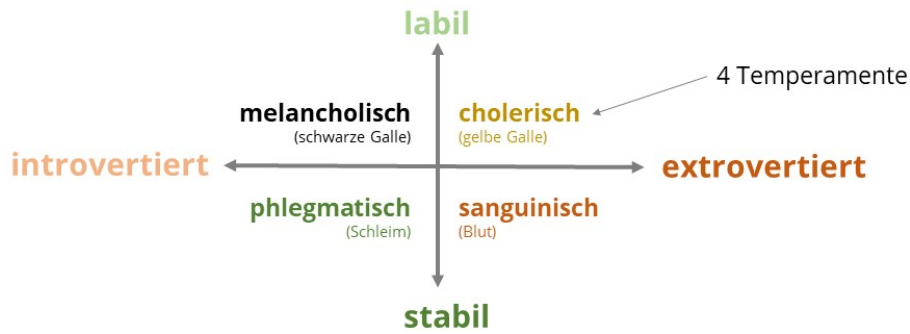 labil
4 Temperamente
melancholisch
(schwarze Galle)
cholerisch
(gelbe Galle)
introvertiert
extrovertiert
phlegmatisch
(Schleim)
sanguinisch
(Blut)
stabil